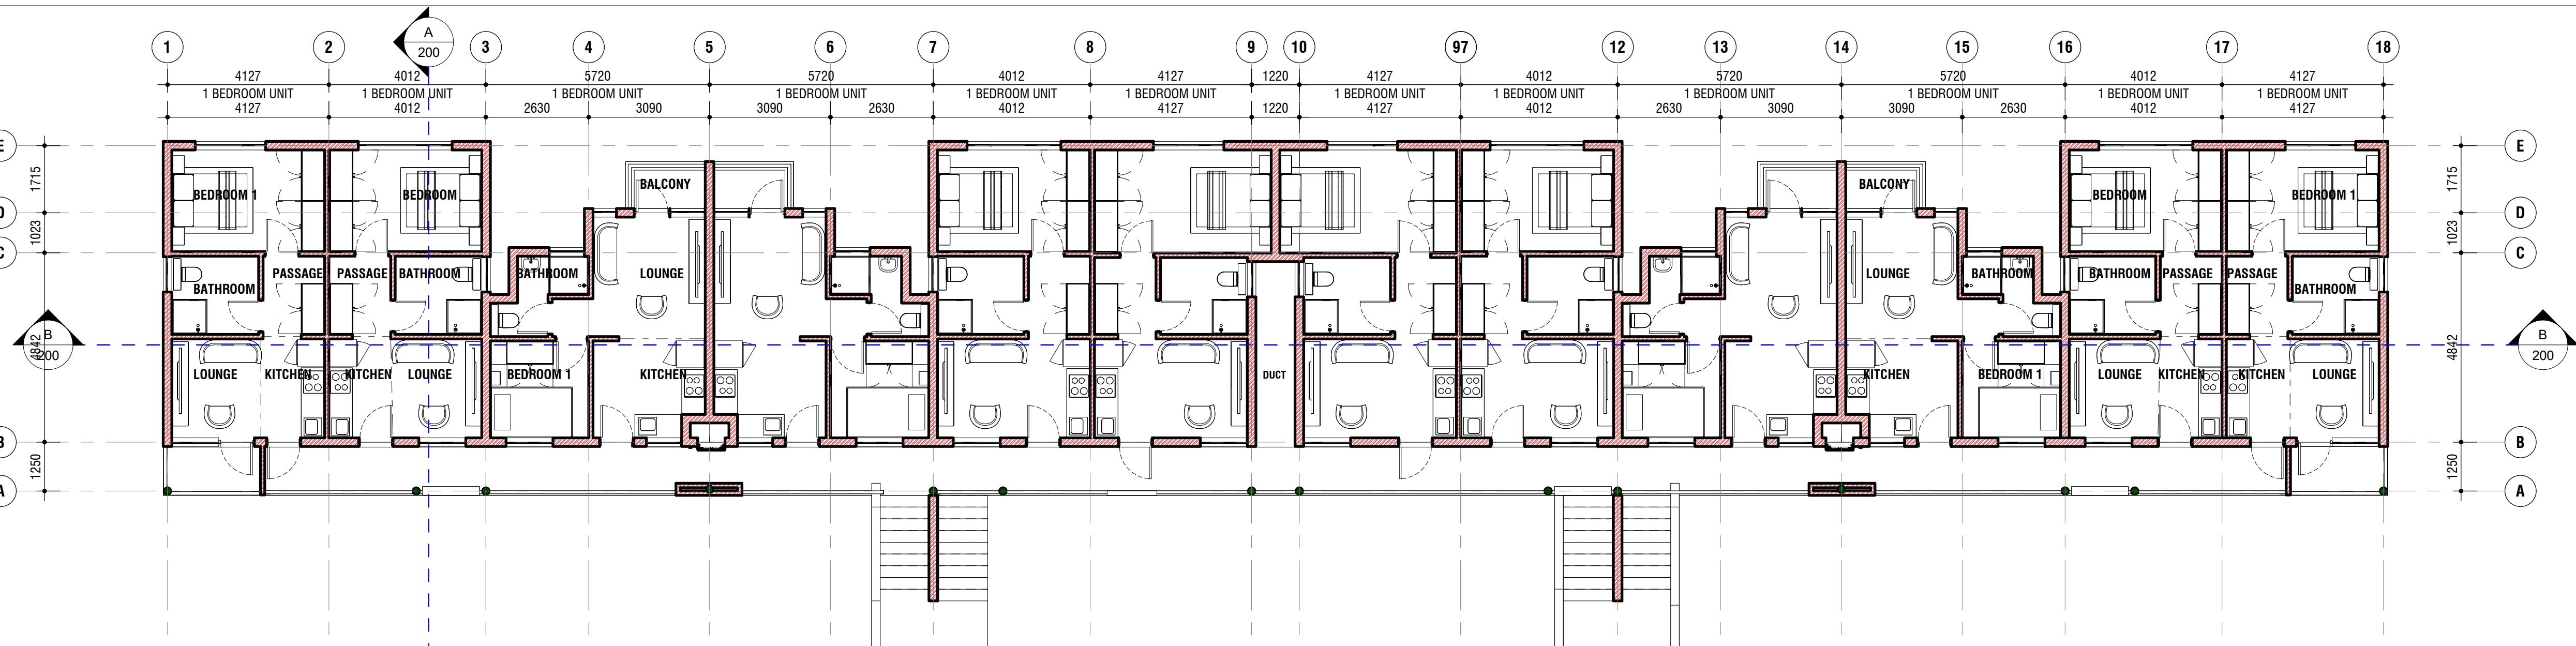 A
200
1 2 3 4 5 6 7 8 9 10 97 12 13 14 15 16 17 18
4127 4012 5720 5720 4012 4127 1220 4127 4012 5720 5720 4012 4127
1 BEDROOM UNIT 1 BEDROOM UNIT 1 BEDROOM UNIT 1 BEDROOM UNIT 1 BEDROOM UNIT 1 BEDROOM UNIT 1 BEDROOM UNIT 1 BEDROOM UNIT 1 BEDROOM UNIT 1 BEDROOM UNIT 1 BEDROOM UNIT 1 BEDROOM UNIT
4127 4012 2630 3090 3090 2630 4012 4127 1220 4127 4012 2630 3090 3090 2630 4012 4127
E E
1715 1715
BALCONY BALCONY
BEDROOM 1 BEDROOM BEDROOM BEDROOM 1
D D
1023 1023
C C
PASSAGE PASSAGE BATHROOM BATHROOM LOUNGE LOUNGE BATHROOM BATHROOM PASSAGE PASSAGE
BATHROOM BATHROOM
B B
200 200
4842 4842
LOUNGE KITCHEN KITCHEN LOUNGE BEDROOM 1 KITCHEN DUCT KITCHEN BEDROOM 1 LOUNGE KITCHEN KITCHEN LOUNGE
B B
1250 1250
A A